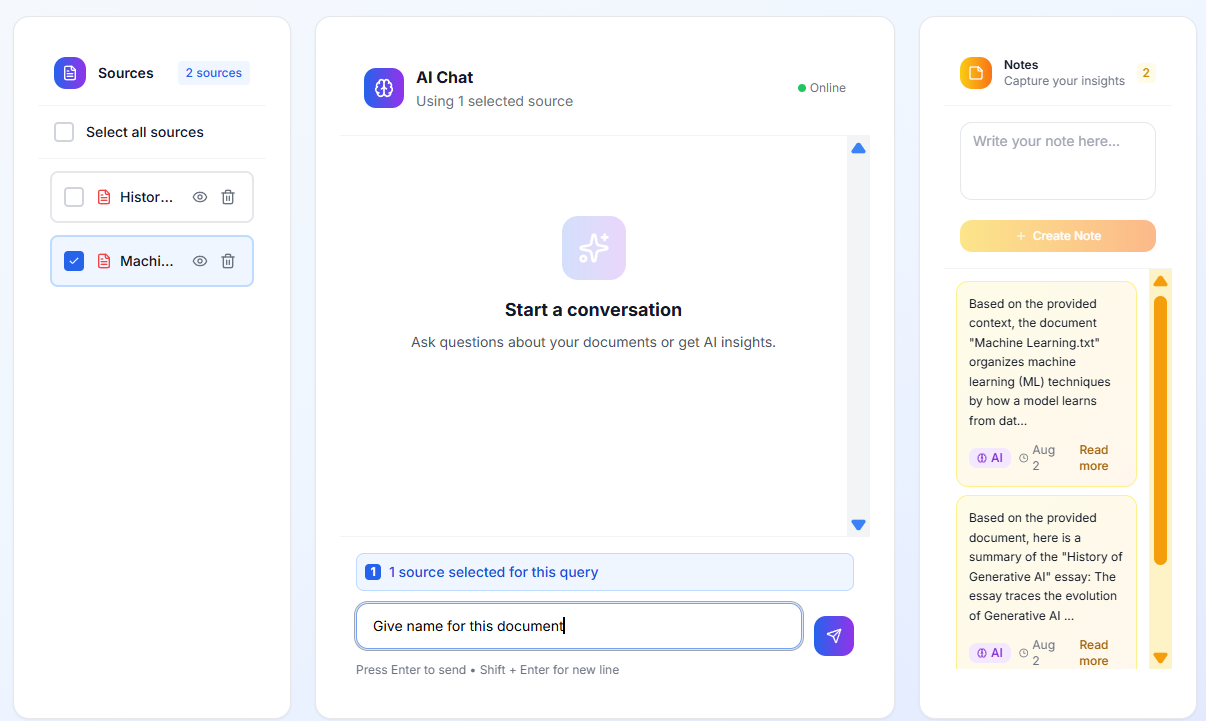 Sources
2 sources
Select all sources
Histor...
Machi...
AI Chat
Using 1 selected source
Online
Start a conversation
Ask questions about your documents or get AI insights.
1 1 source selected for this query
Give name for this document
Press Enter to send • Shift + Enter for new line
Notes
Capture your insights
2
Write your note here...
+ Create Note
Based on the provided
context, the document
"Machine Learning.txt"
organizes machine
learning (ML) techniques
by how a model learns
from dat...
AI
Aug
2
Read
more
Based on the provided
document, here is a
summary of the "History of
Generative AI" essay: The
essay traces the evolution
of Generative AI ...
AI
Aug
2
Read
more